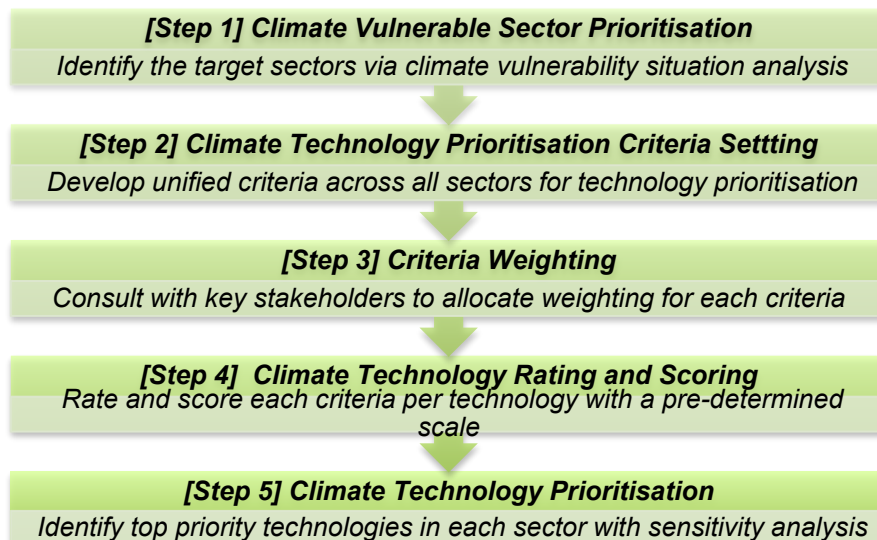 [Step 1] Climate Vulnerable Sector Prioritisation
Identify the target sectors via climate vulnerability situation analysis
[Step 2] Climate Technology Prioritisation Criteria Settting
Develop unified criteria across all sectors for technology prioritisation
[Step 3] Criteria Weighting
Consult with key stakeholders to allocate weighting for each criteria
[Step 4] Climate Technology Rating and Scoring
Rate and score each criteria per technology with a pre-determined
scale
[Step 5] Climate Technology Prioritisation
Identify top priority technologies in each sector with sensitivity analysis